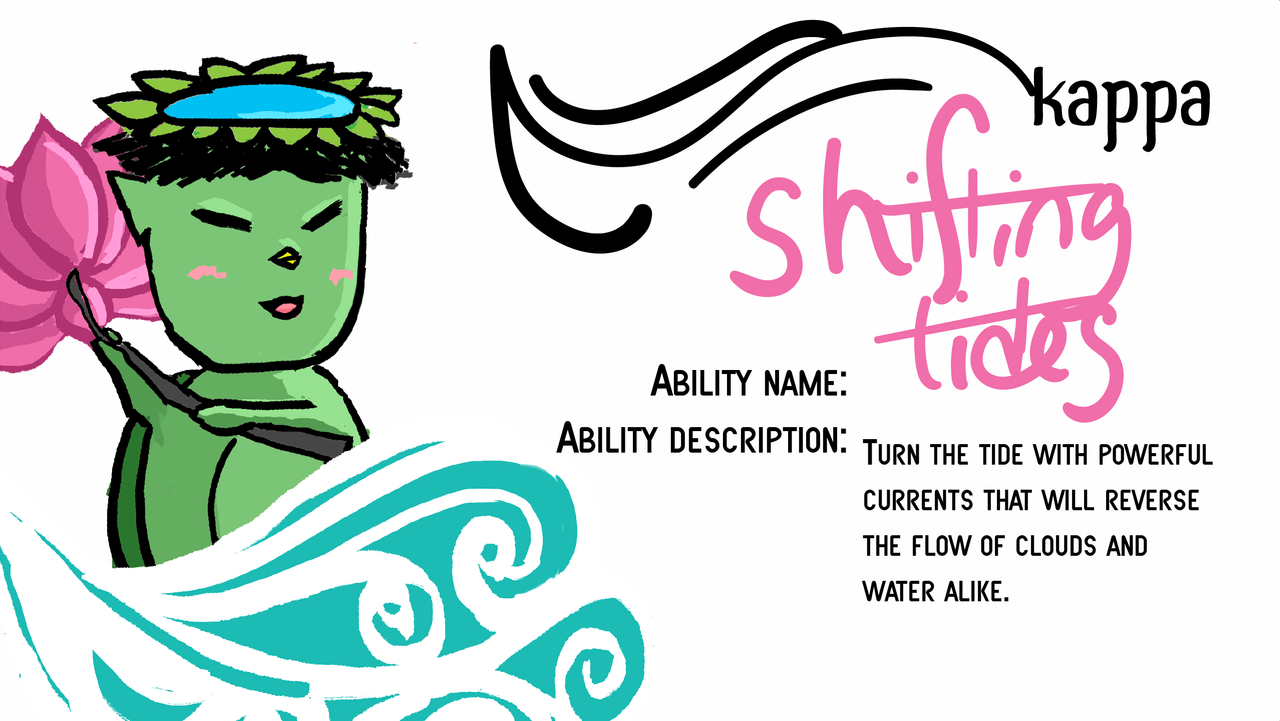 kappa
shifting
tides
Ability name:
Ability description:
Turn the tide with powerful
currents that will reverse
the flow of clouds and
water alike.